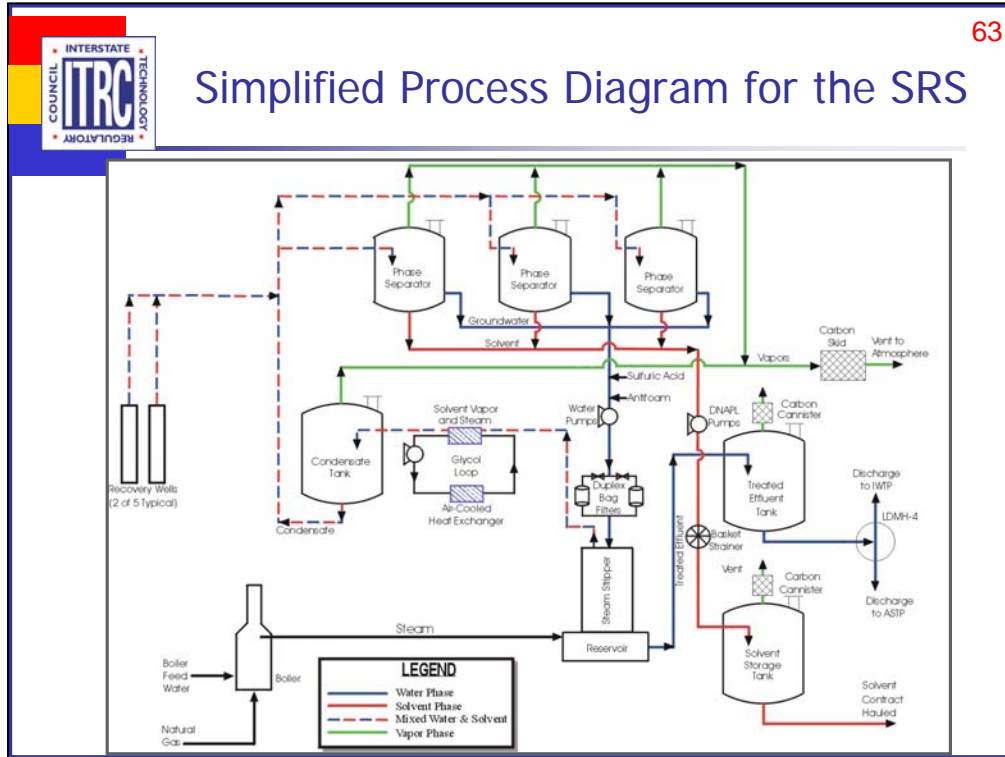 63
INTERSTATE
COUNCIL
ITRC
TECHNOLOGY
REGULATORY
Simplified Process Diagram for the SRS
Phase
Separator
Phase
Separator
Phase
Separator
Groundwater
Solvent
Carbon
Skid
Vent to
Atmosphere
Vapors
Sulfuric Acid
Antifoam
Water
Pumps
DNAPL
Pumps
Carbon
Cannister
Solvent Vapor
and Steam
Glycol
Loop
Air-Cooled
Heat Exchanger
Condensate
Tank
Recovery Wells
(2 of 5 Typical)
Condensate
Duplex
Bag
Filters
Treated
Effluent
Tank
Discharge
to IWTP
LDMH-4
Discharge
to ASTP
Treated Effluent
Basket
Strainer
Vent
Carbon
Cannister
Steam Stripper
Reservoir
Steam
Solvent
Storage
Tank
Boiler
Feed
Water
Boiler
Natural
Gas
Solvent
Contract
Hauled
LEGEND
Water Phase
Solvent Phase
Mixed Water & Solvent
Vapor Phase